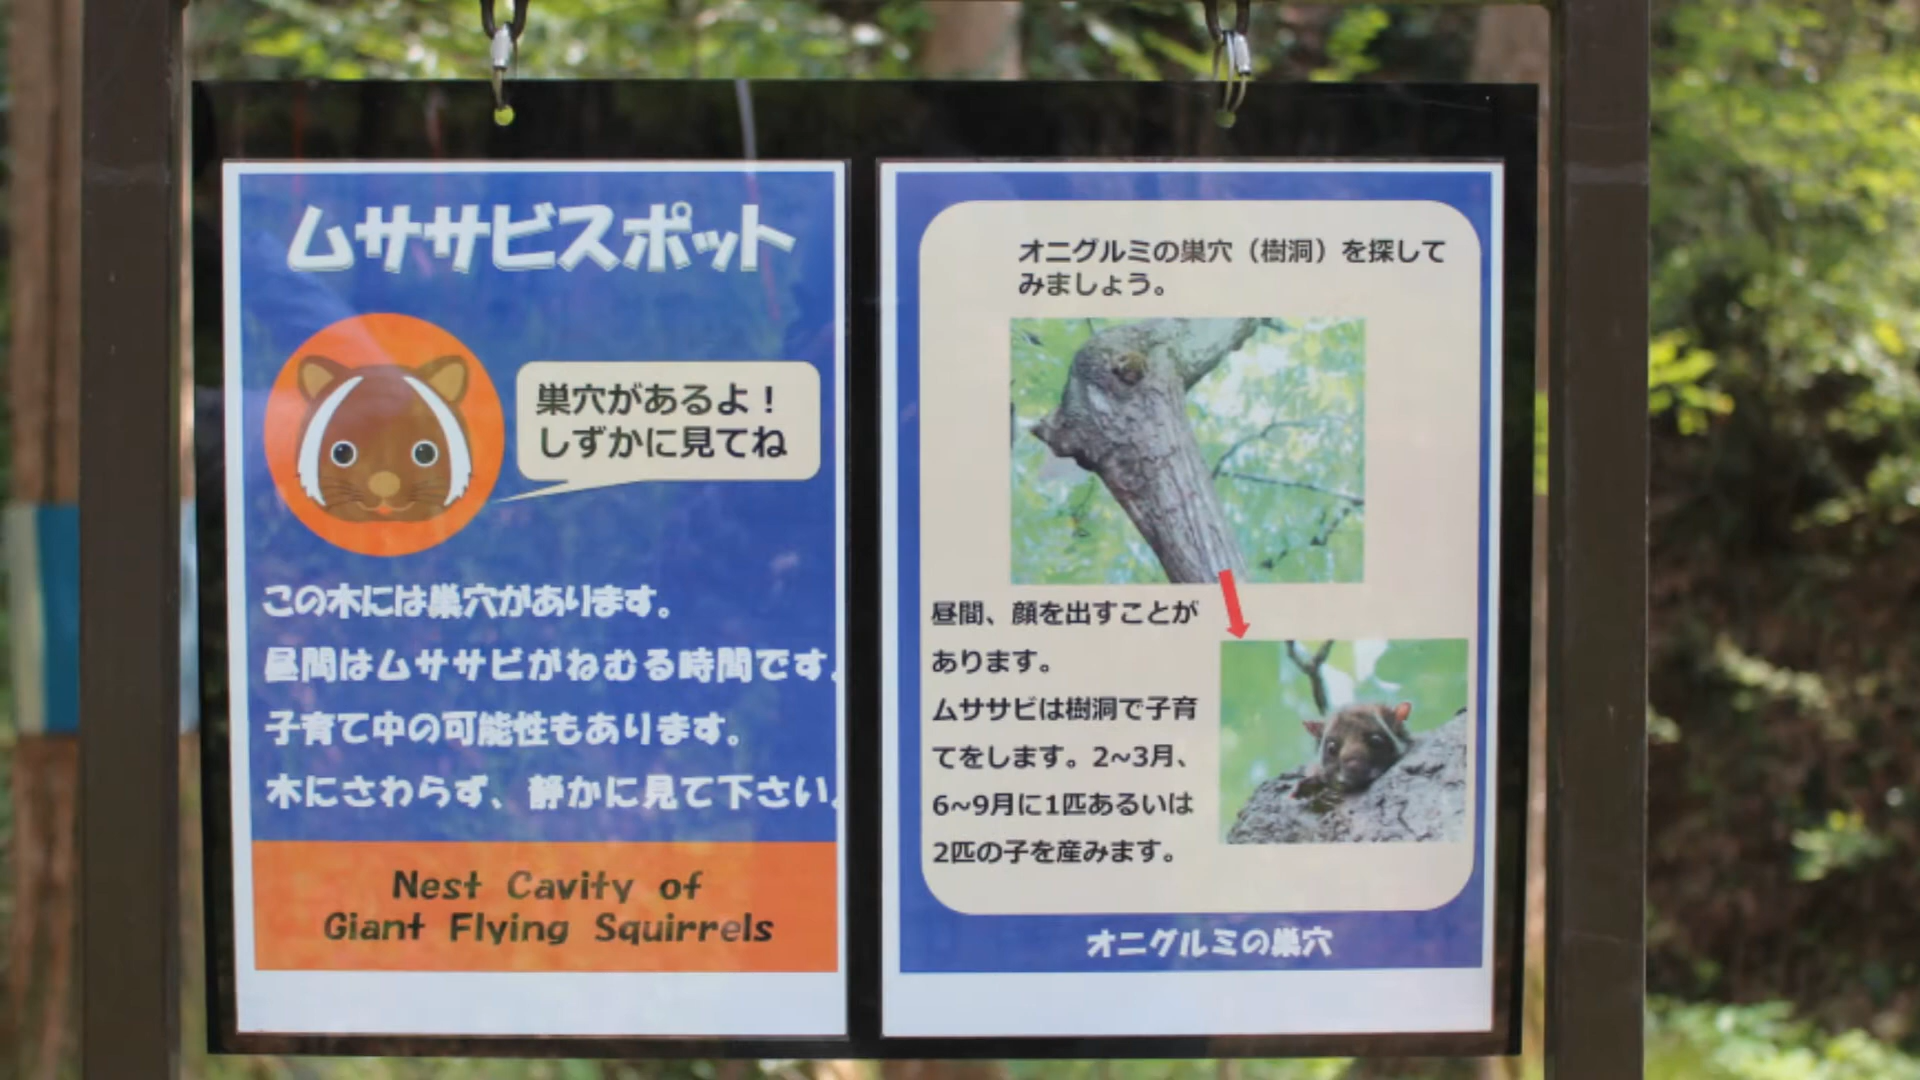 ムササビスポット
巣穴があるよ！
しずかに見てね
この木には巣穴があります。
昼間はムササビがねむる時間です。
子育て中の可能性もあります。
木にさわらず、静かに見て下さい。
Nest Cavity of
Giant Flying Squirrels
オニグルミの巣穴（樹洞）を探して
みましょう。
昼間、顔を出すことが
あります。
ムササビは樹洞で子育
てをします。2~3月、
6~9月に1匹あるいは
2匹の子を産みます。
オニグルミの巣穴